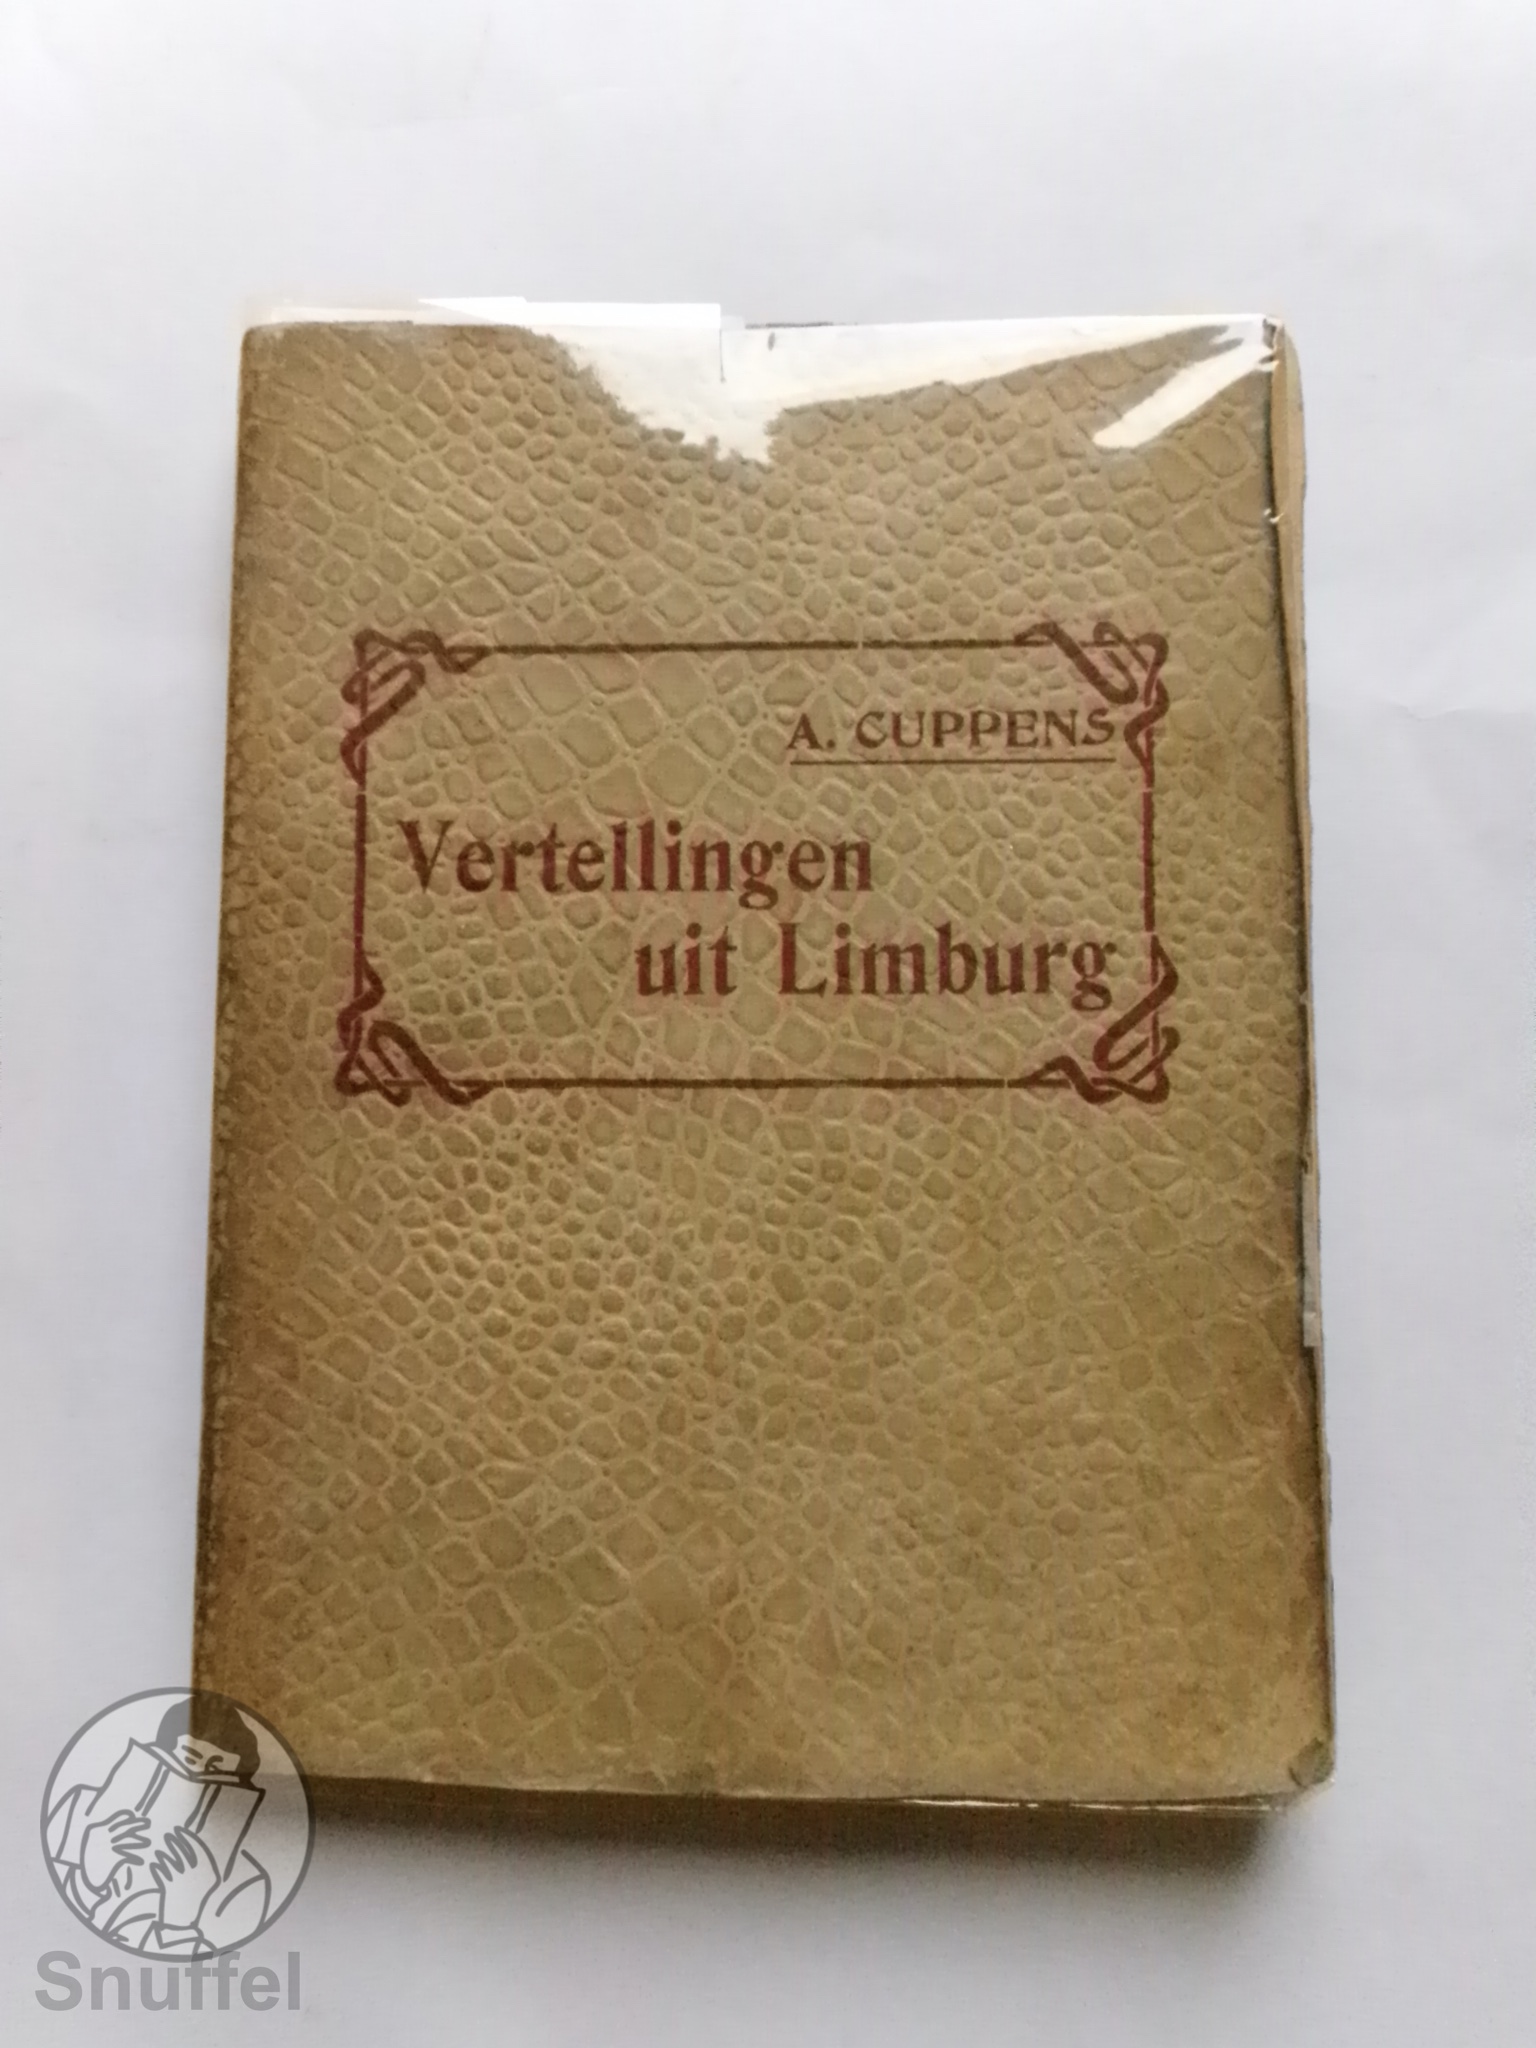 A. CUPPENS
Vertellingen
uit Limburg
Snuffel